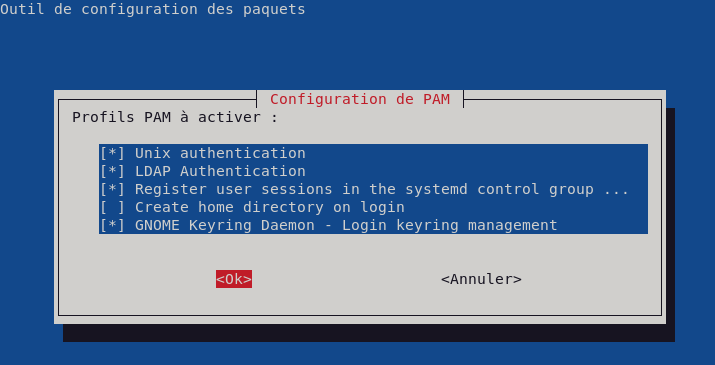 Outil de configuration des paquets
Configuration de PAM
Profils PAM à activer :
[*] Unix authentication
[*] LDAP Authentication
[*] Register user sessions in the systemd control group ...
[ ] Create home directory on login
[*] GNOME Keyring Daemon - Login keyring management
<Ok> <Annuler>